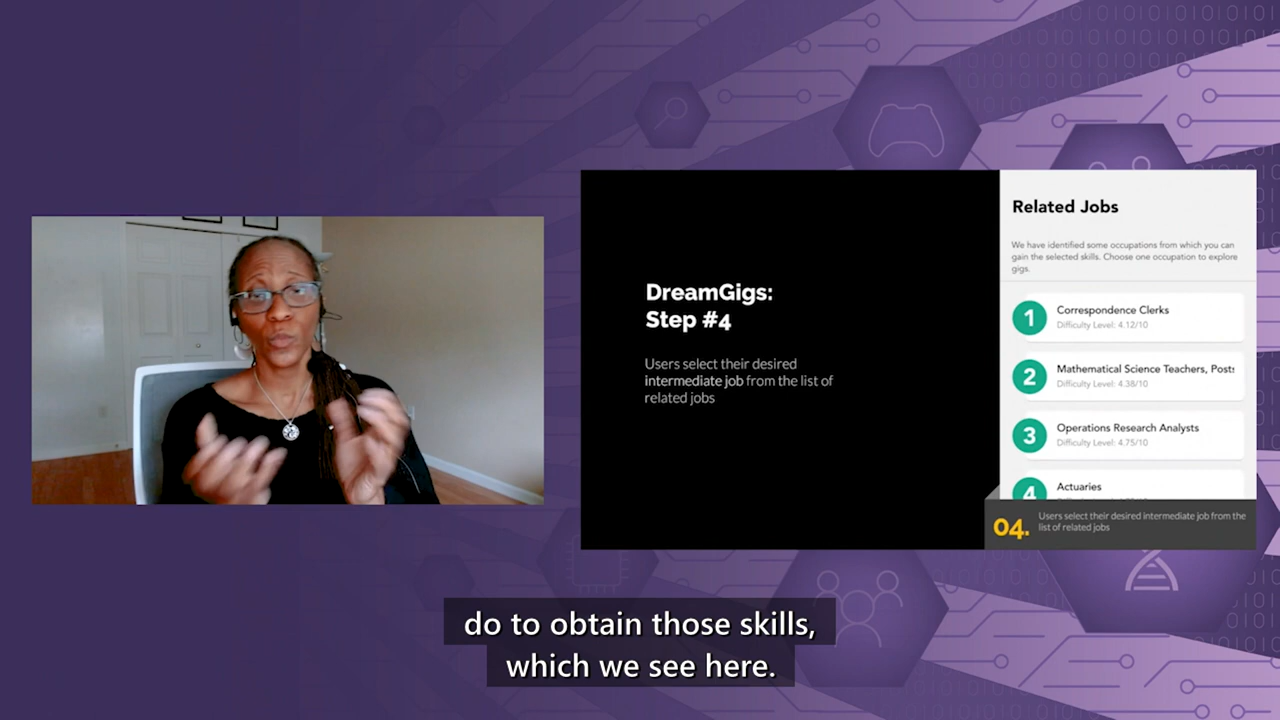 DreamGigs:
Step #4
Users select their desired
intermediate job from the list of
related jobs
Related Jobs
We have identified some occupations from which you can
gain the selected skills. Choose one occupation to explore
gigs.
1
Correspondence Clerks
Difficulty Level: 4.12/10
2
Mathematical Science Teachers, Posts
Difficulty Level: 4.38/10
3
Operations Research Analysts
Difficulty Level: 4.75/10
4
Actuaries
04.
Users select their desired intermediate job from the
list of related jobs
do to obtain those skills,
which we see here.